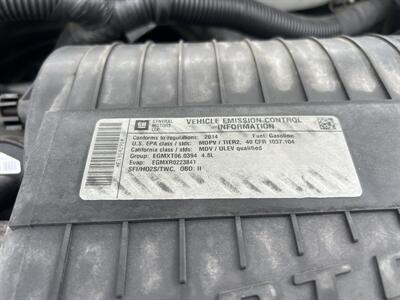 GM
GENERAL
MOTORS
LLC
VEHICLE EMISSION CONTROL
INFORMATION
Conforms to regulations: 2014 Fuel: Gasoline
U.S. EPA class / stds: MDPV / TIER2, 40 CFR 1037.104
California class / stds: MDV / ULEV qualified
Group: EGMXT06.0394 4.8L
Evap: EGMXR0223841
SFI/HO2S/TWC, OBD II